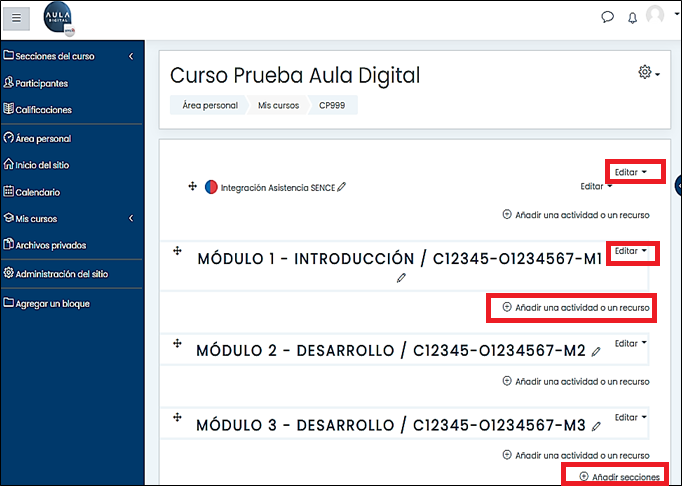 AULA
DIGITAL
Secciones del curso
Participantes
Calificaciones
Área personal
Inicio del sitio
Calendario
Mis cursos
Archivos privados
Administración del sitio
Agregar un bloque
Curso Prueba Aula Digital
Área personal Mis cursos CP999
Editar
Integración Asistencia SENCE Editar
Añadir una actividad o un recurso
Editar
MÓDULO 1 - INTRODUCCIÓN / C12345-O1234567-M1
Añadir una actividad o un recurso
Editar
MÓDULO 2 - DESARROLLO / C12345-O1234567-M2
Añadir una actividad o un recurso
Editar
MÓDULO 3 - DESARROLLO / C12345-O1234567-M3
Añadir una actividad o un recurso
Añadir secciones